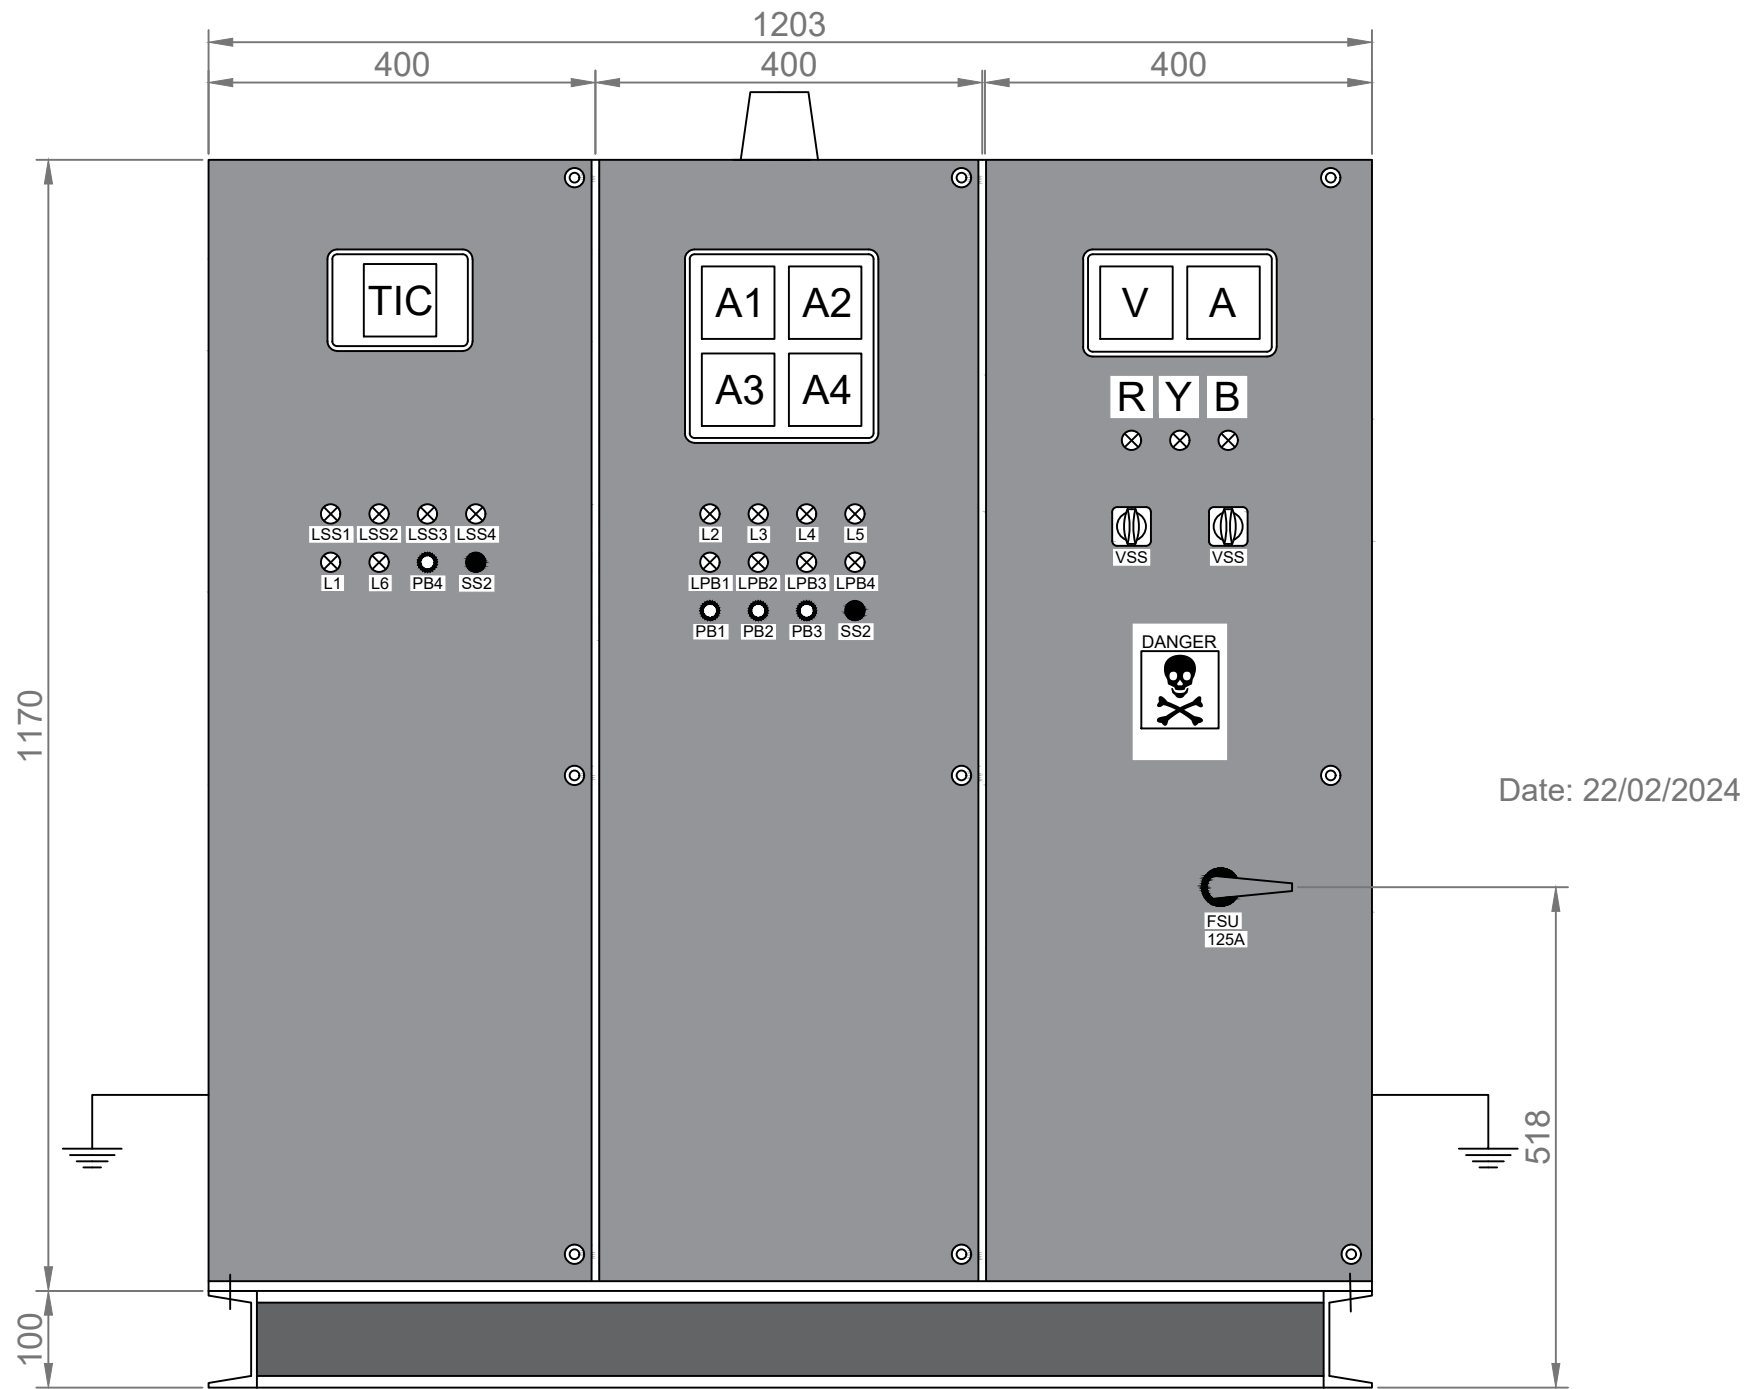 1203
400 400 400
TIC
A1 A2
A3 A4
V A
R Y B
LSS1 LSS2 LSS3 LSS4
L1 L6 PB4 SS2
L2 L3 L4 L5
LPB1 LPB2 LPB3 LPB4
PB1 PB2 PB3 SS2
VSS VSS
DANGER
1170
Date: 22/02/2024
FSU
125A
518
100